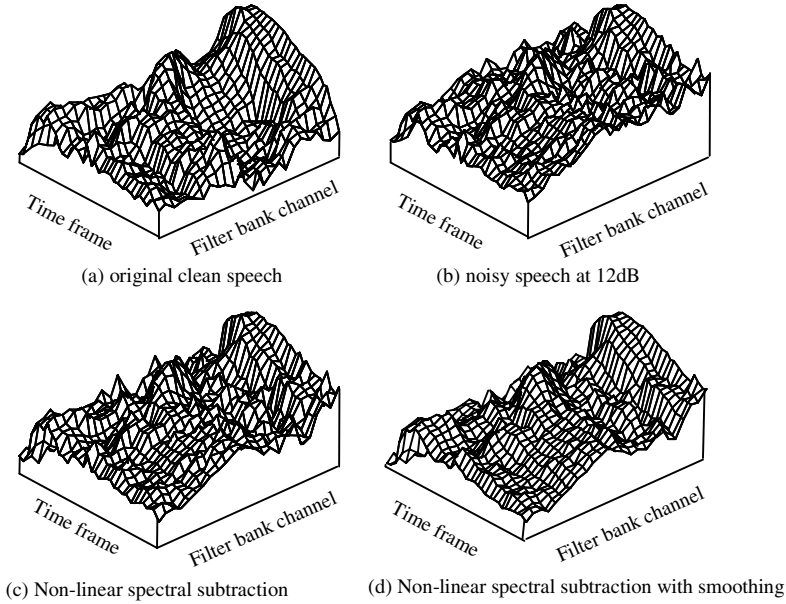 Time frame
Filter bank channel
(a) original clean speech
Time frame
Filter bank channel
(b) noisy speech at 12dB
Time frame
Filter bank channel
(c) Non-linear spectral subtraction
Time frame
Filter bank channel
(d) Non-linear spectral subtraction with smoothing